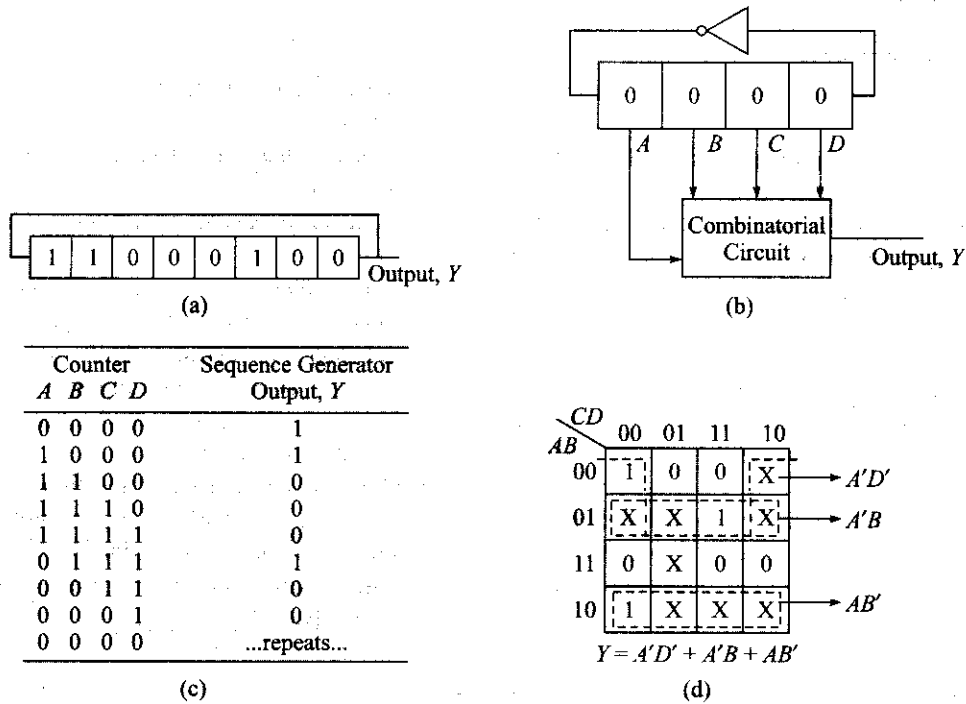 1 1 0 0 0 1 0 0
Output, Y
(a)
0 0 0 0
A B C D
Combinatorial
Circuit
Output, Y
(b)
Counter Sequence Generator
A B C D Output, Y
0 0 0 0 1
1 0 0 0 1
1 1 0 0 0
1 1 1 0 0
1 1 1 1 0
0 1 1 1 1
0 0 1 1 0
0 0 0 1 0
0 0 0 0 ...repeats...
(c)
CD
AB 00 01 11 10
00 1 0 0 X A'D'
01 X X 1 X A'B
11 0 X 0 0
10 1 X X X AB'
Y = A'D' + A'B + AB'
(d)